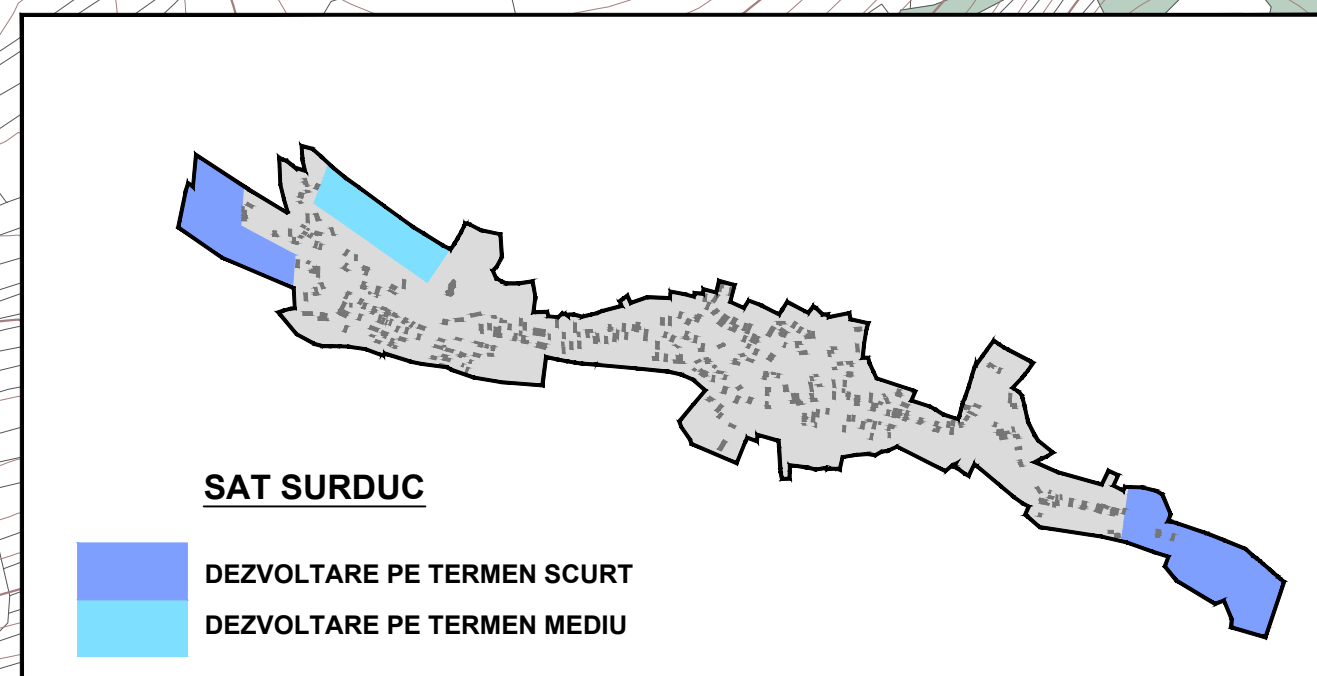 SAT SURDUC
DEZVOLTARE PE TERMEN SCURT
DEZVOLTARE PE TERMEN MEDIU